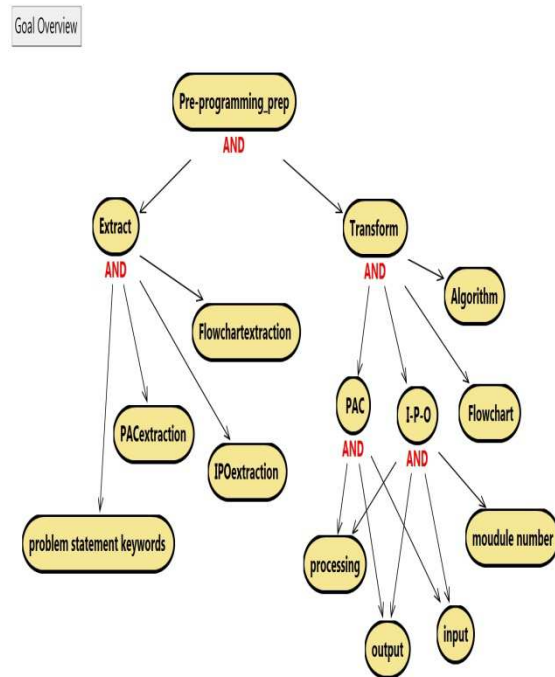 Goal Overview
Pre-programming_prep
AND
Extract
AND
Transform
AND
Algorithm
Flowchartextraction
PAC
AND
I-P-O
AND
Flowchart
PACextraction
IPOextraction
problem statement keywords
processing
moudule number
output
input